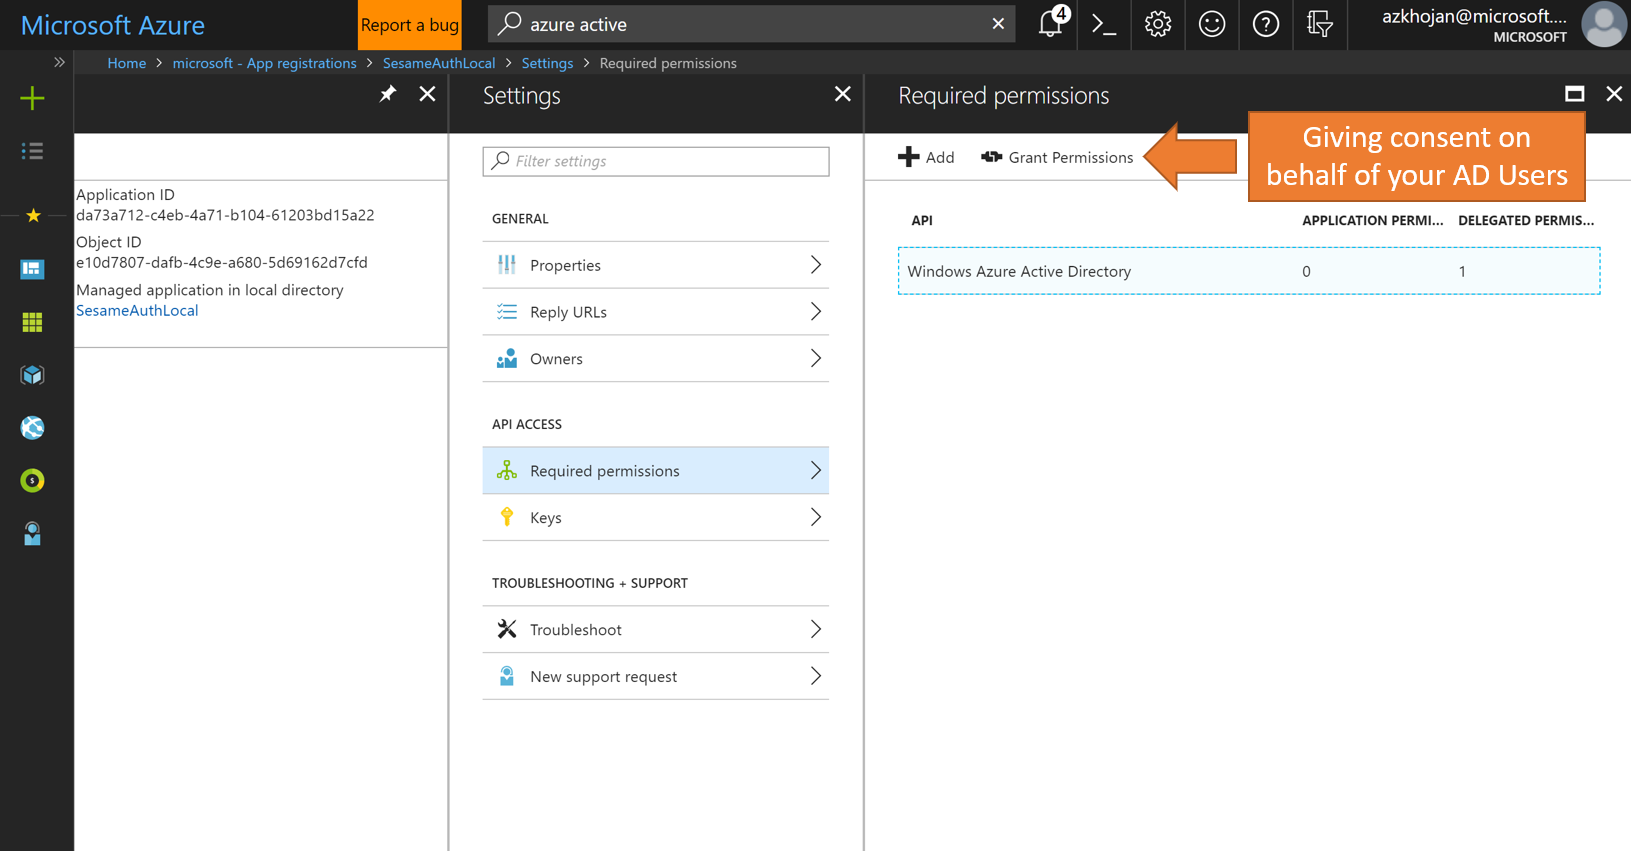 Microsoft Azure
Report a bug
azure active
4
azkhojan@microsoft....
MICROSOFT
Home > microsoft - App registrations > SesameAuthLocal > Settings > Required permissions
Application ID
da73a712-c4eb-4a71-b104-61203bd15a22
Object ID
e10d7807-dafb-4c9e-a680-5d69162d7cfd
Managed application in local directory
SesameAuthLocal
Settings
Filter settings
GENERAL
Properties
Reply URLs
Owners
API ACCESS
Required permissions
Keys
TROUBLESHOOTING + SUPPORT
Troubleshoot
New support request
Required permissions
Add
Grant Permissions
Giving consent on
behalf of your AD Users
API APPLICATION PERMI... DELEGATED PERMIS...
Windows Azure Active Directory 0 1